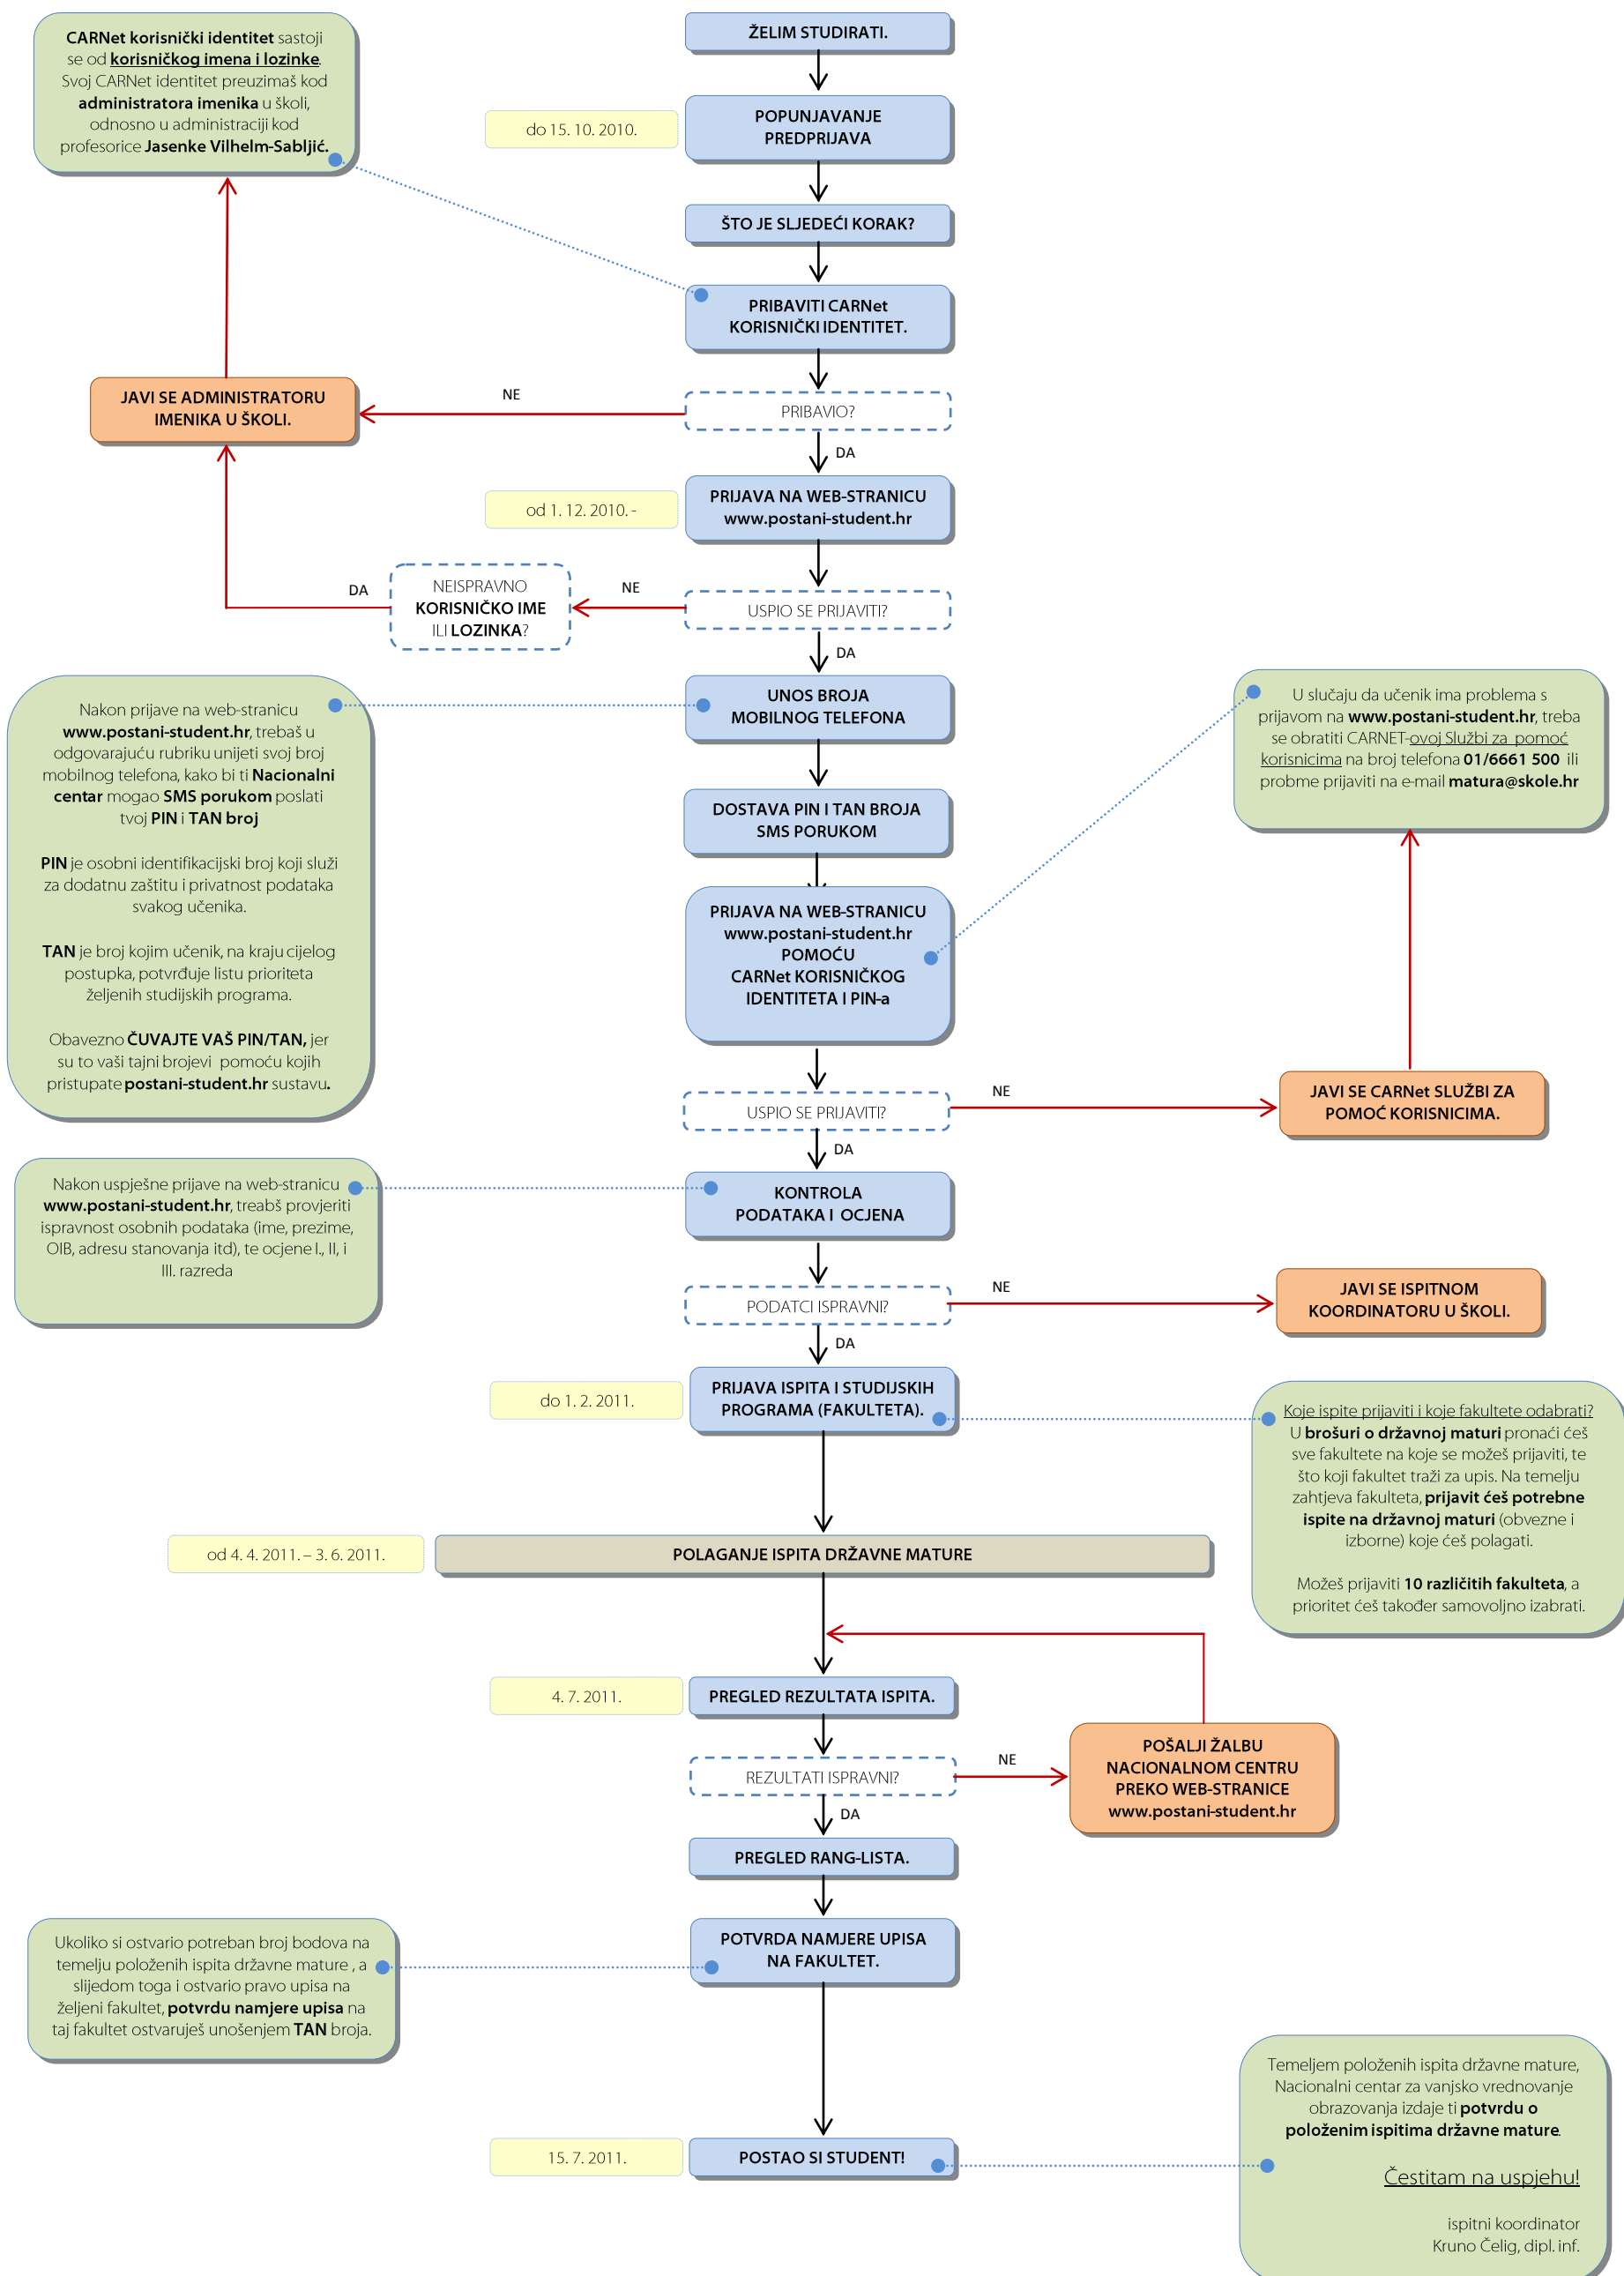 ŽELIM STUDIRATI.
CARNet korisnički identitet sastoji
se od korisničkog imena i lozinke.
Svoj CARNet identitet preuzimaš kod
administratora imenika u školi,
odnosno u administraciji kod
profesorice Jasenke Vilhelm-Sabljić.
do 15. 10. 2010.
POPUNJAVANJE
PREDPRIJAVA
ŠTO JE SLJEDEĆI KORAK?
PRIBAVITI CARNet
KORISNIČKI IDENTITET.
PRIBAVIO?
NE
JAVI SE ADMINISTRATORU
IMENIKA U ŠKOLI.
DA
od 1. 12. 2010. -
PRIJAVA NA WEB-STRANICU
www.postani-student.hr
USPIO SE PRIJAVITI?
NE
NEISPRAVNO
KORISNIČKO IME
ILI LOZINKA?
DA
DA
UNOS BROJA
MOBILNOG TELEFONA
Nakon prijave na web-stranicu
www.postani-student.hr, trebaš u
odgovarajuću rubriku unijeti svoj broj
mobilnog telefona, kako bi ti Nacionalni
centar mogao SMS porukom poslati
tvoj PIN i TAN broj
PIN je osobni identifikacijski broj koji služi
za dodatnu zaštitu i privatnost podataka
svakog učenika.
TAN je broj kojim učenik, na kraju cijelog
postupka, potvrđuje listu prioriteta
željenih studijskih programa.
Obavezno ČUVAJTE VAŠ PIN/TAN, jer
su to vaši tajni brojevi pomoću kojih
pristupate postani-student.hr sustavu.
DOSTAVA PIN I TAN BROJA
SMS PORUKOM
PRIJAVA NA WEB-STRANICU
www.postani-student.hr
POMOĆU
CARNet KORISNIČKOG
IDENTITETA I PIN-a
U slučaju da učenik ima problema s
prijavom na www.postani-student.hr, treba
se obratiti CARNET-ovoj Službi za pomoć
korisnicima na broj telefona 01/6661 500 ili
probme prijaviti na e-mail matura@skole.hr
USPIO SE PRIJAVITI?
NE
JAVI SE CARNet SLUŽBI ZA
POMOĆ KORISNICIMA.
DA
KONTROLA
PODATAKA I OCJENA
Nakon uspješne prijave na web-stranicu
www.postani-student.hr, treabš provjeriti
ispravnost osobnih podataka (ime, prezime,
OIB, adresu stanovanja itd), te ocjene I., II, i
III. razreda
PODATCI ISPRAVNI?
NE
JAVI SE ISPITNOM
KOORDINATORU U ŠKOLI.
DA
do 1. 2. 2011.
PRIJAVA ISPITA I STUDIJSKIH
PROGRAMA (FAKULTETA).
Koje ispite prijaviti i koje fakultete odabrati?
U brošuri o državnoj maturi pronaći ćeš
sve fakultete na koje se možeš prijaviti, te
što koji fakultet traži za upis. Na temelju
zahtjeva fakulteta, prijavit ćeš potrebne
ispite na državnoj maturi (obvezne i
izborne) koje ćeš polagati.
Možeš prijaviti 10 različitih fakulteta, a
prioritet ćeš također samovoljno izabrati.
od 4. 4. 2011. – 3. 6. 2011.
POLAGANJE ISPITA DRŽAVNE MATURE
4. 7. 2011.
PREGLED REZULTATA ISPITA.
REZULTATI ISPRAVNI?
NE
POŠALJI ŽALBU
NACIONALNOM CENTRU
PREKO WEB-STRANICE
www.postani-student.hr
DA
PREGLED RANG-LISTA.
POTVRDA NAMJERE UPISA
NA FAKULTET.
Ukoliko si ostvario potreban broj bodova na
temelju položenih ispita državne mature , a
slijedom toga i ostvario pravo upisa na
željeni fakultet, potvrdu namjere upisa na
taj fakultet ostvaruješ unošenjem TAN broja.
15. 7. 2011.
POSTAO SI STUDENT!
Temeljem položenih ispita državne mature,
Nacionalni centar za vanjsko vrednovanje
obrazovanja izdaje ti potvrdu o
položenim ispitima državne mature.
Čestitam na uspjehu!
ispitni koordinator
Kruno Čelig, dipl. inf.